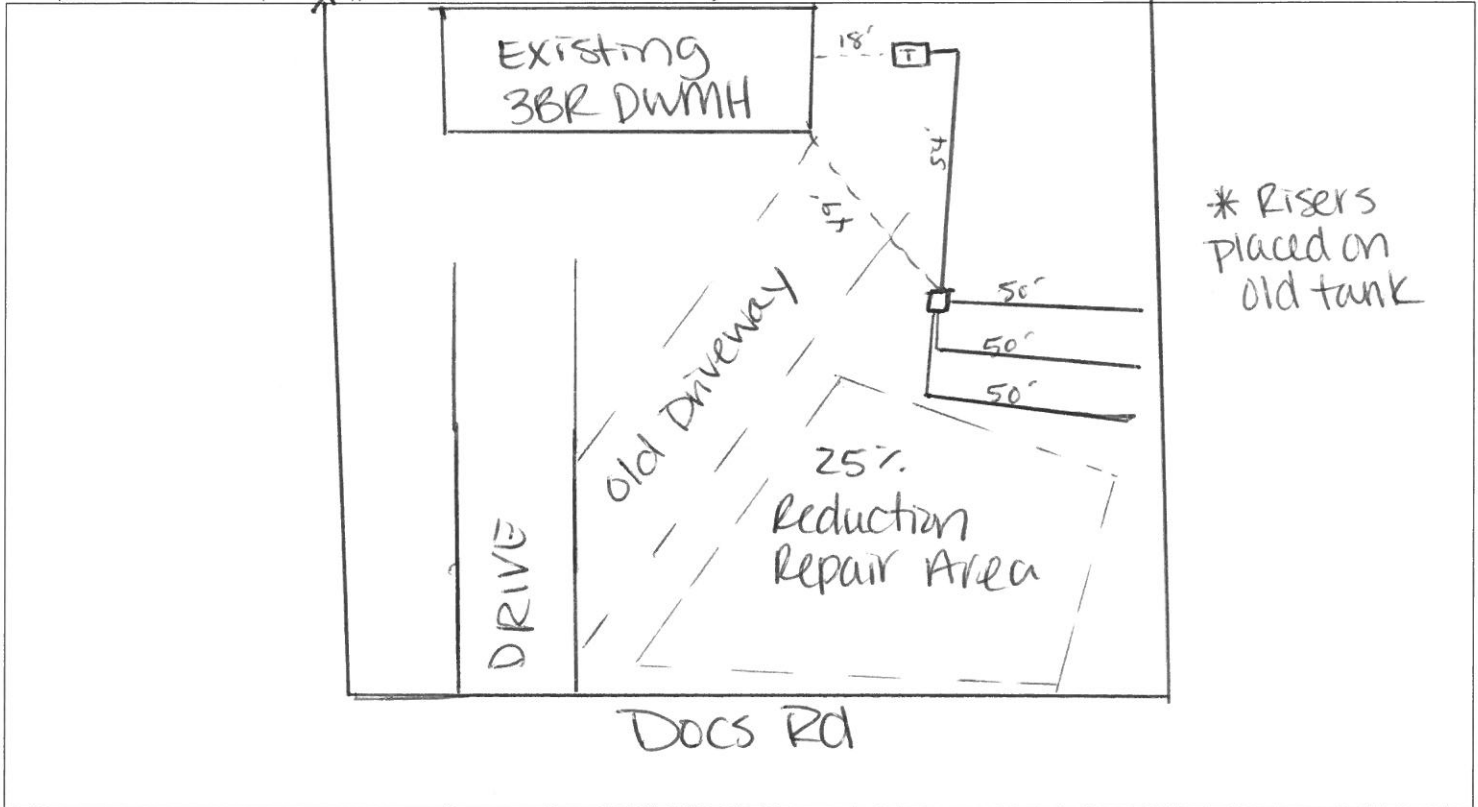 Existing
3BR DWMH
18'
T
54'
* Risers
placed on
old tank
50'
50'
50'
Old Driveway
25%
Reduction
Repair Area
DRIVE
Docs Rd